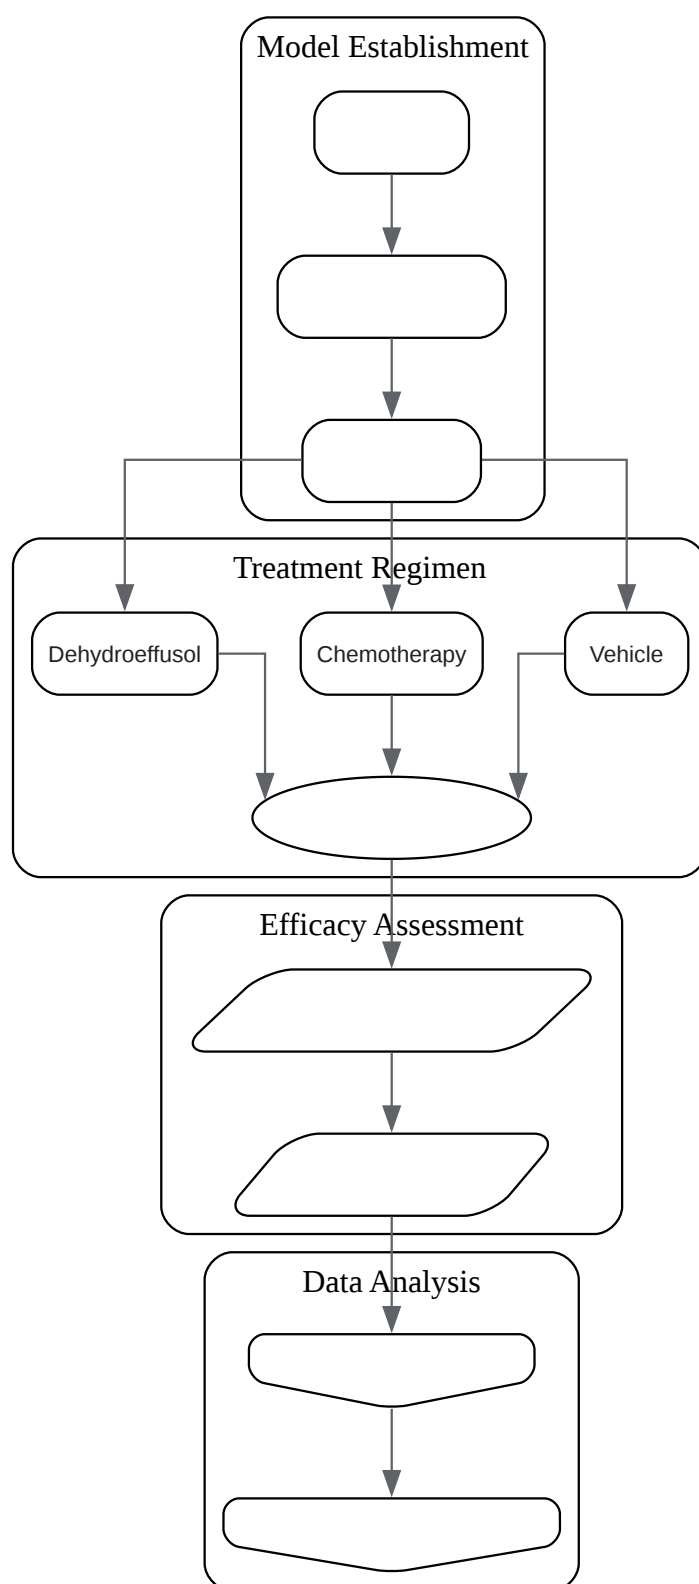 Model Establishment
Treatment Regimen
Dehydroeffusol
Chemotherapy
Vehicle
Efficacy Assessment
Data Analysis